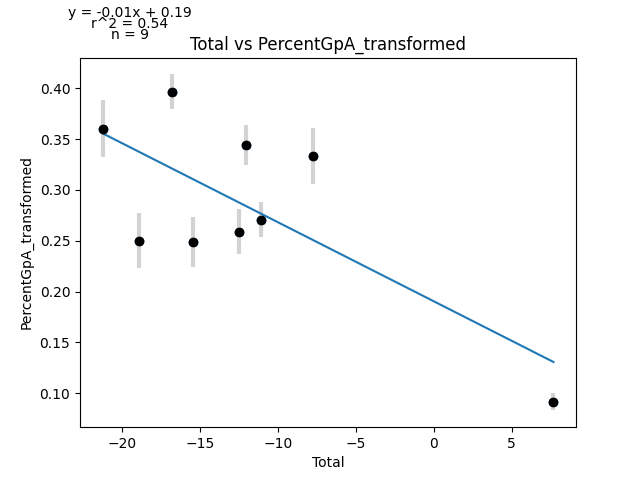 y = -0.01x + 0.19
r^2 = 0.54
n = 9
Total vs PercentGpA_transformed
0.40
0.35
0.30
0.25
0.20
0.15
0.10
PercentGpA_transformed
−20
−15
−10
−5
0
5
Total